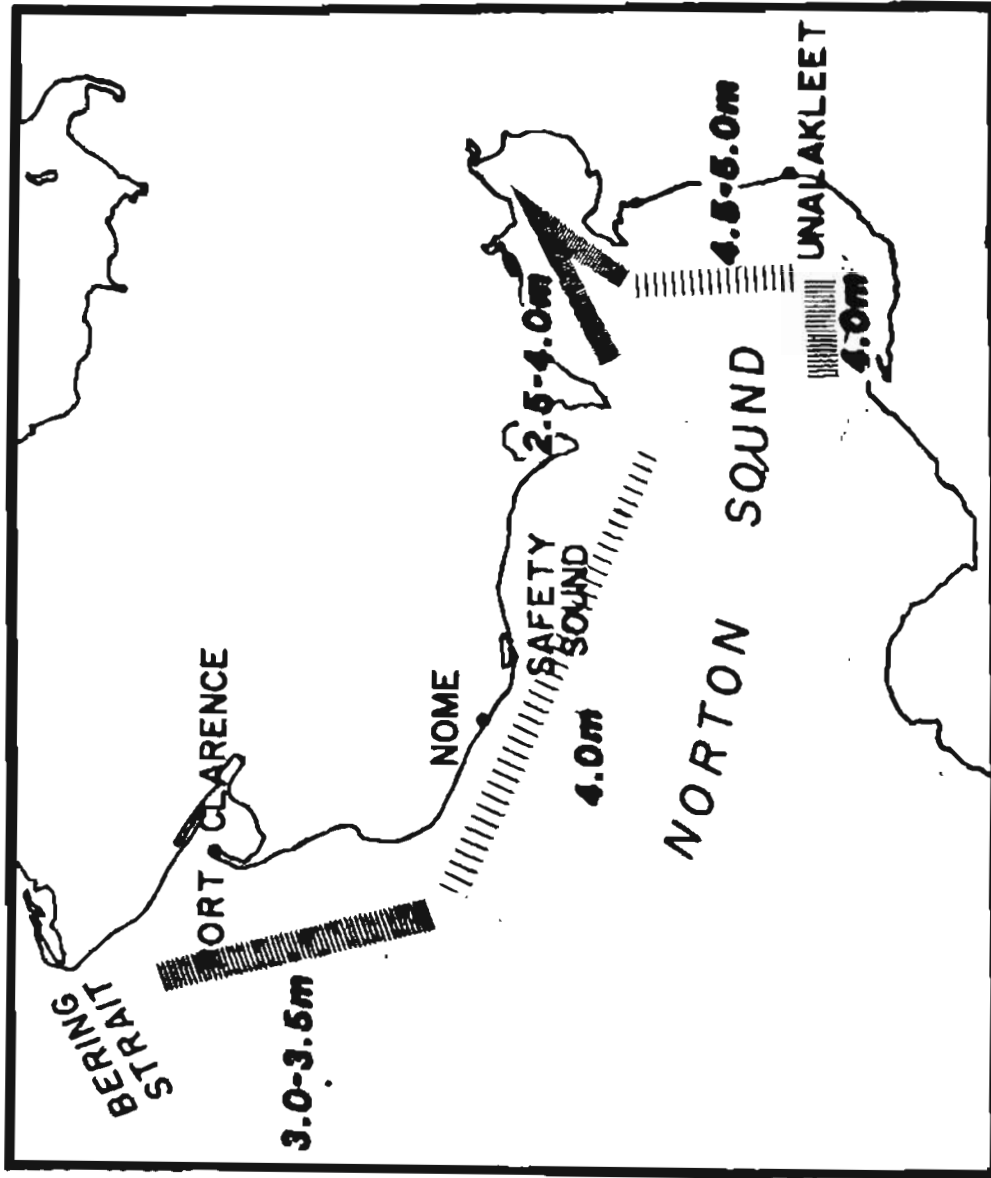 BERING
STRAIT
PORT CLARENCE
3.0-3.5m
NOME
SAFETY
SOUND
4.0m
2.5-4.0m
NORTON SOUND
4.5-5.0m
UNALAKLEET
4.0m